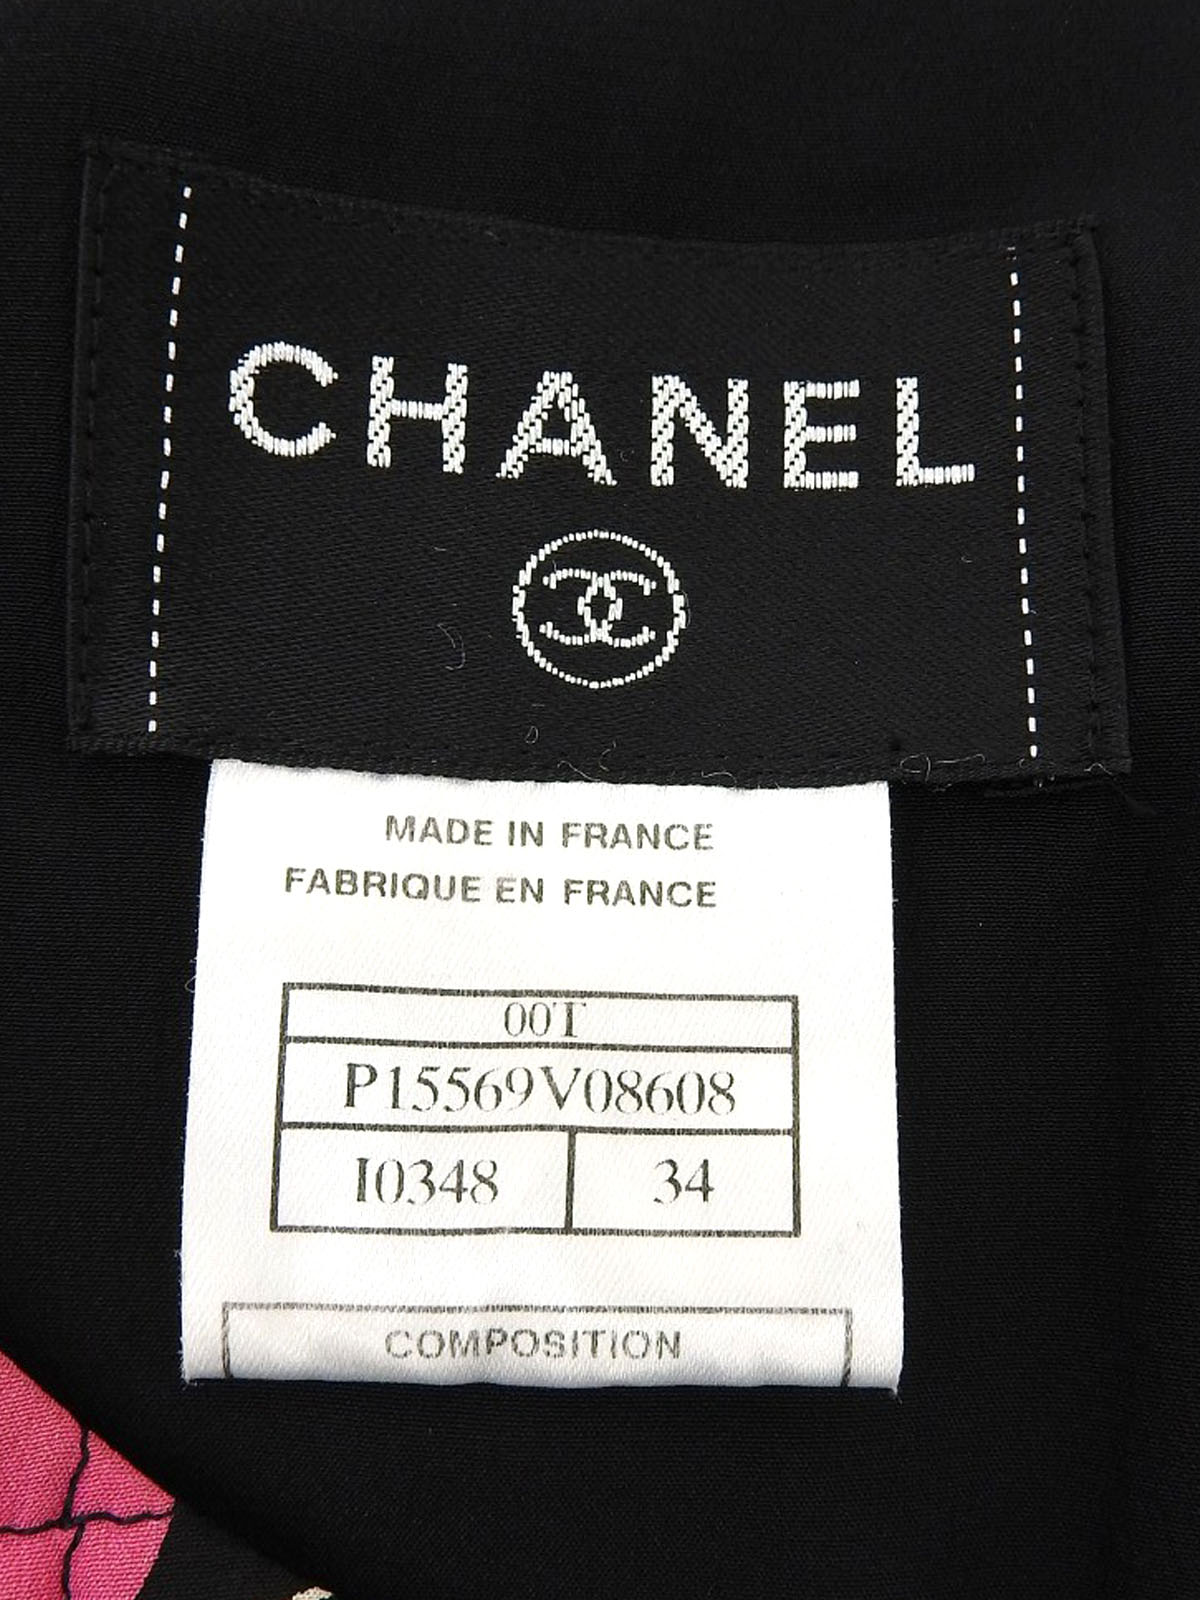 CHANEL
MADE IN FRANCE
FABRIQUE EN FRANCE
00T
P15569V08608
I0348 34
COMPOSITION